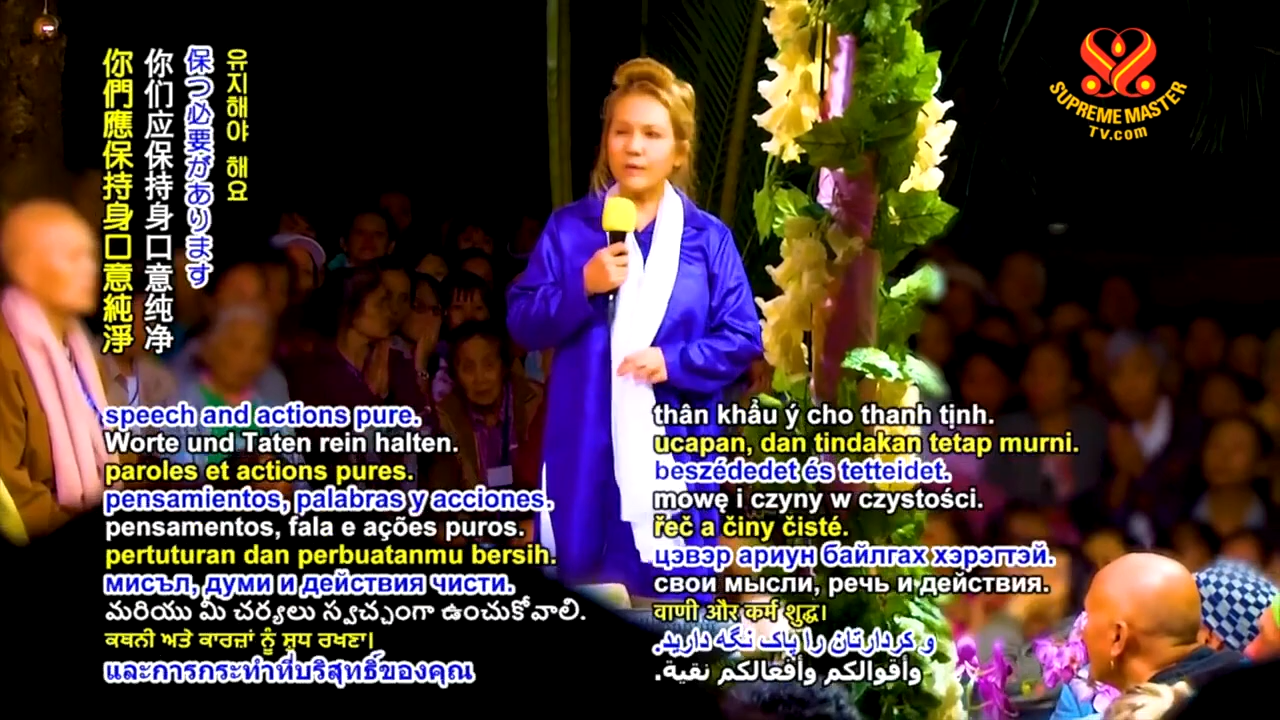 SUPREME MASTER
TV.com
유지해야 해요
保つ必要があります
你们应保持身口意纯净
你們應保持身口意純淨
speech and actions pure.
Worte und Taten rein halten.
paroles et actions pures.
pensamientos, palabras y acciones.
pensamentos, fala e ações puros.
pertuturan dan perbuatanmu bersih.
мисъл, думи и действия чисти.
మరియు మీ చర్యలు స్వచ్ఛంగా ఉంచుకోవాలి.
ਕਥਨੀ ਅਤੇ ਕਾਰਜਾਂ ਨੂੰ ਸ਼ੁਧ ਰਖਣਾ।
และการกระทำที่บริสุทธิ์ของคุณ
thân khẩu ý cho thanh tịnh.
ucapan, dan tindakan tetap murni.
beszédedet és tetteidet.
mowę i czyny w czystości.
řeč a činy čisté.
цэвэр ариун байлгах хэрэгтэй.
свои мысли, речь и действия.
वाणी और कर्म शुद्ध।
و کردارتان را پاک نگه دارید.
وأقوالكم وأفعالكم نقية.